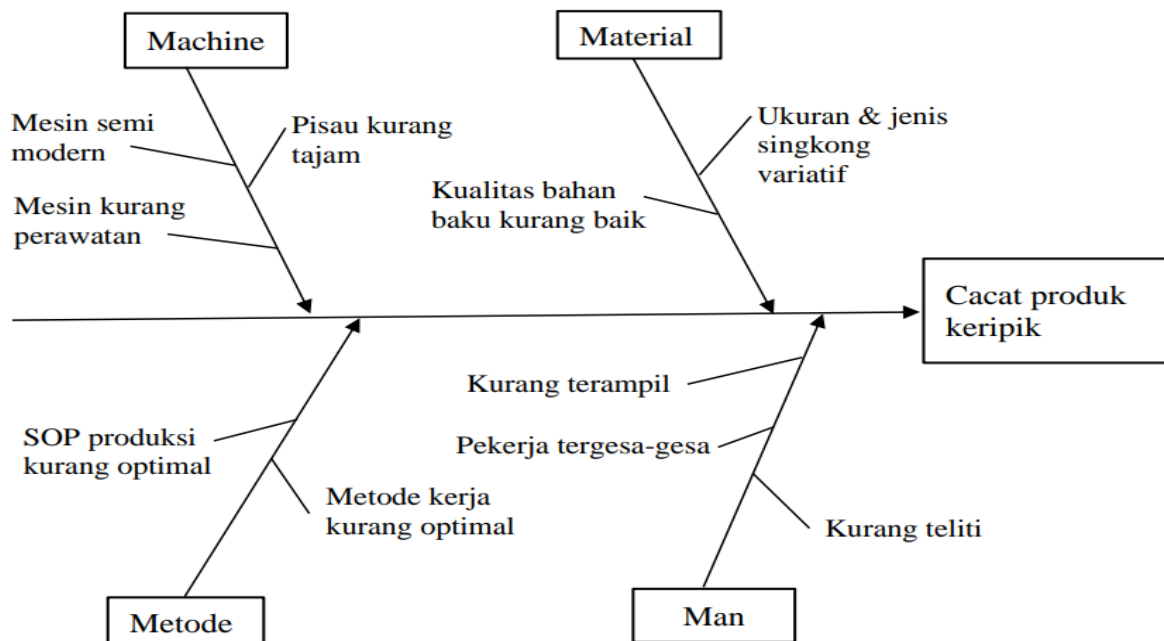 Machine
Material
Mesin semi
modern
Pisau kurang
tajam
Mesin kurang
perawatan
Ukuran & jenis
singkong
variatif
Kualitas bahan
baku kurang baik
Cacat produk
keripik
SOP produksi
kurang optimal
Metode kerja
kurang optimal
Kurang terampil
Pekerja tergesa-gesa
Kurang teliti
Metode
Man